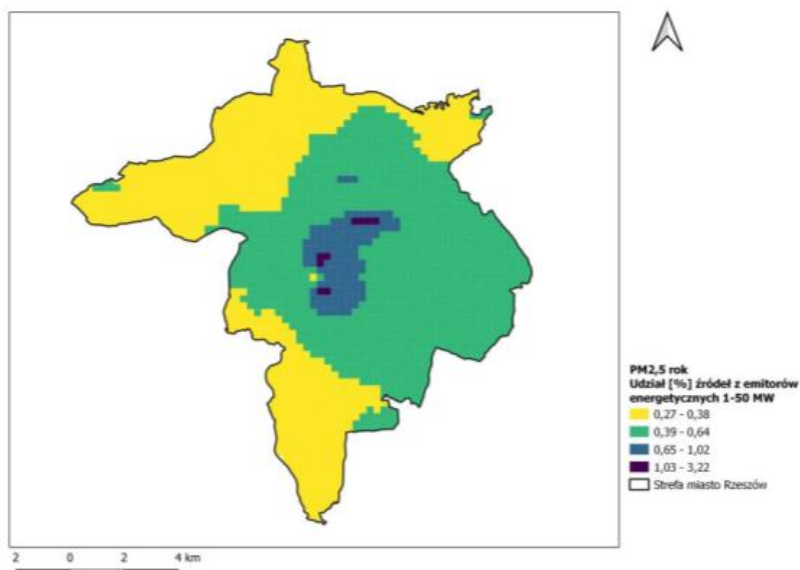 PM2,5 rok
Udział [%] źródeł z emitorów
energetycznych 1-50 MW
0,27 - 0,38
0,39 - 0,64
0,65 - 1,02
1,03 - 3,22
Strefa miasto Rzeszów
2 0 2 4 km